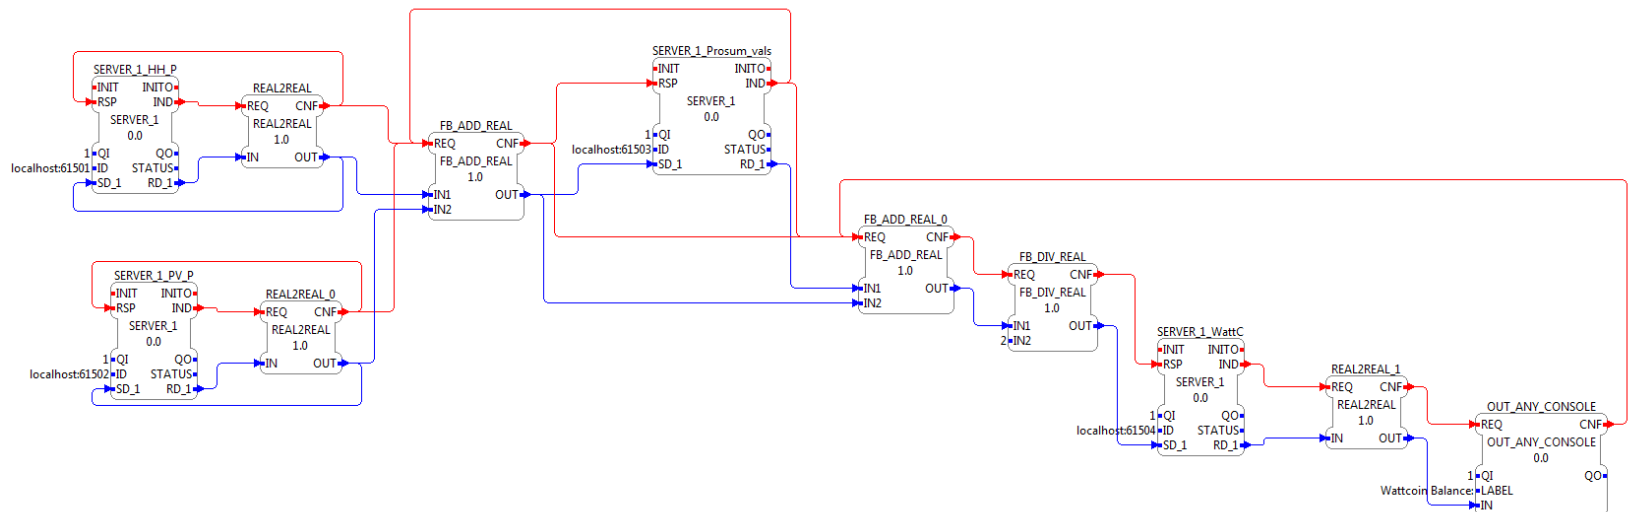 SERVER_1_HH_P
INIT INITO
RSP IND
SERVER_1
0.0
1 QI QO
localhost:61501 ID STATUS
SD_1 RD_1
REAL2REAL
REQ CNF
REAL2REAL
1.0
IN OUT
SERVER_1_PV_P
INIT INITO
RSP IND
SERVER_1
0.0
1 QI QO
localhost:61502 ID STATUS
SD_1 RD_1
REAL2REAL_0
REQ CNF
REAL2REAL
1.0
IN OUT
FB_ADD_REAL
REQ CNF
FB_ADD_REAL
1.0
IN1 OUT
IN2
SERVER_1_Prosum_vals
INIT INITO
RSP IND
SERVER_1
0.0
1 QI QO
localhost:61503 ID STATUS
SD_1 RD_1
FB_ADD_REAL_0
REQ CNF
FB_ADD_REAL
1.0
IN1 OUT
IN2
FB_DIV_REAL
REQ CNF
FB_DIV_REAL
1.0
IN1 OUT
2 IN2
SERVER_1_WattC
INIT INITO
RSP IND
SERVER_1
0.0
1 QI QO
localhost:61504 ID STATUS
SD_1 RD_1
REAL2REAL_1
REQ CNF
REAL2REAL
1.0
IN OUT
OUT_ANY_CONSOLE
REQ CNF
OUT_ANY_CONSOLE
0.0
1 QI QO
Wattcoin Balance: LABEL
IN